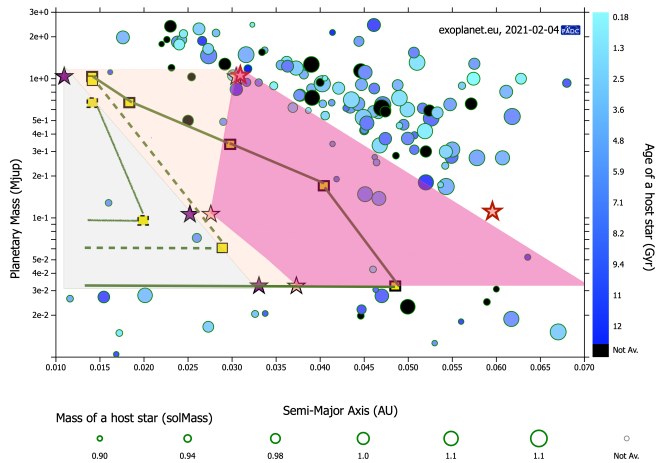 exoplanet.eu, 2021-02-04 PADC
3e+0
2e+0
1e+0
5e-1
3e-1
2e-1
1e-1
5e-2
3e-2
2e-2
Planetary Mass (Mjup)
0.010 0.015 0.020 0.025 0.030 0.035 0.040 0.045 0.050 0.055 0.060 0.065 0.070
Semi-Major Axis (AU)
0.18
1.3
2.5
3.6
4.8
5.9
7.1
8.2
9.4
11
12
Not Av.
Age of a host star (Gyr)
Mass of a host star (solMass)
0.90 0.94 0.98 1.0 1.1 1.1 Not Av.